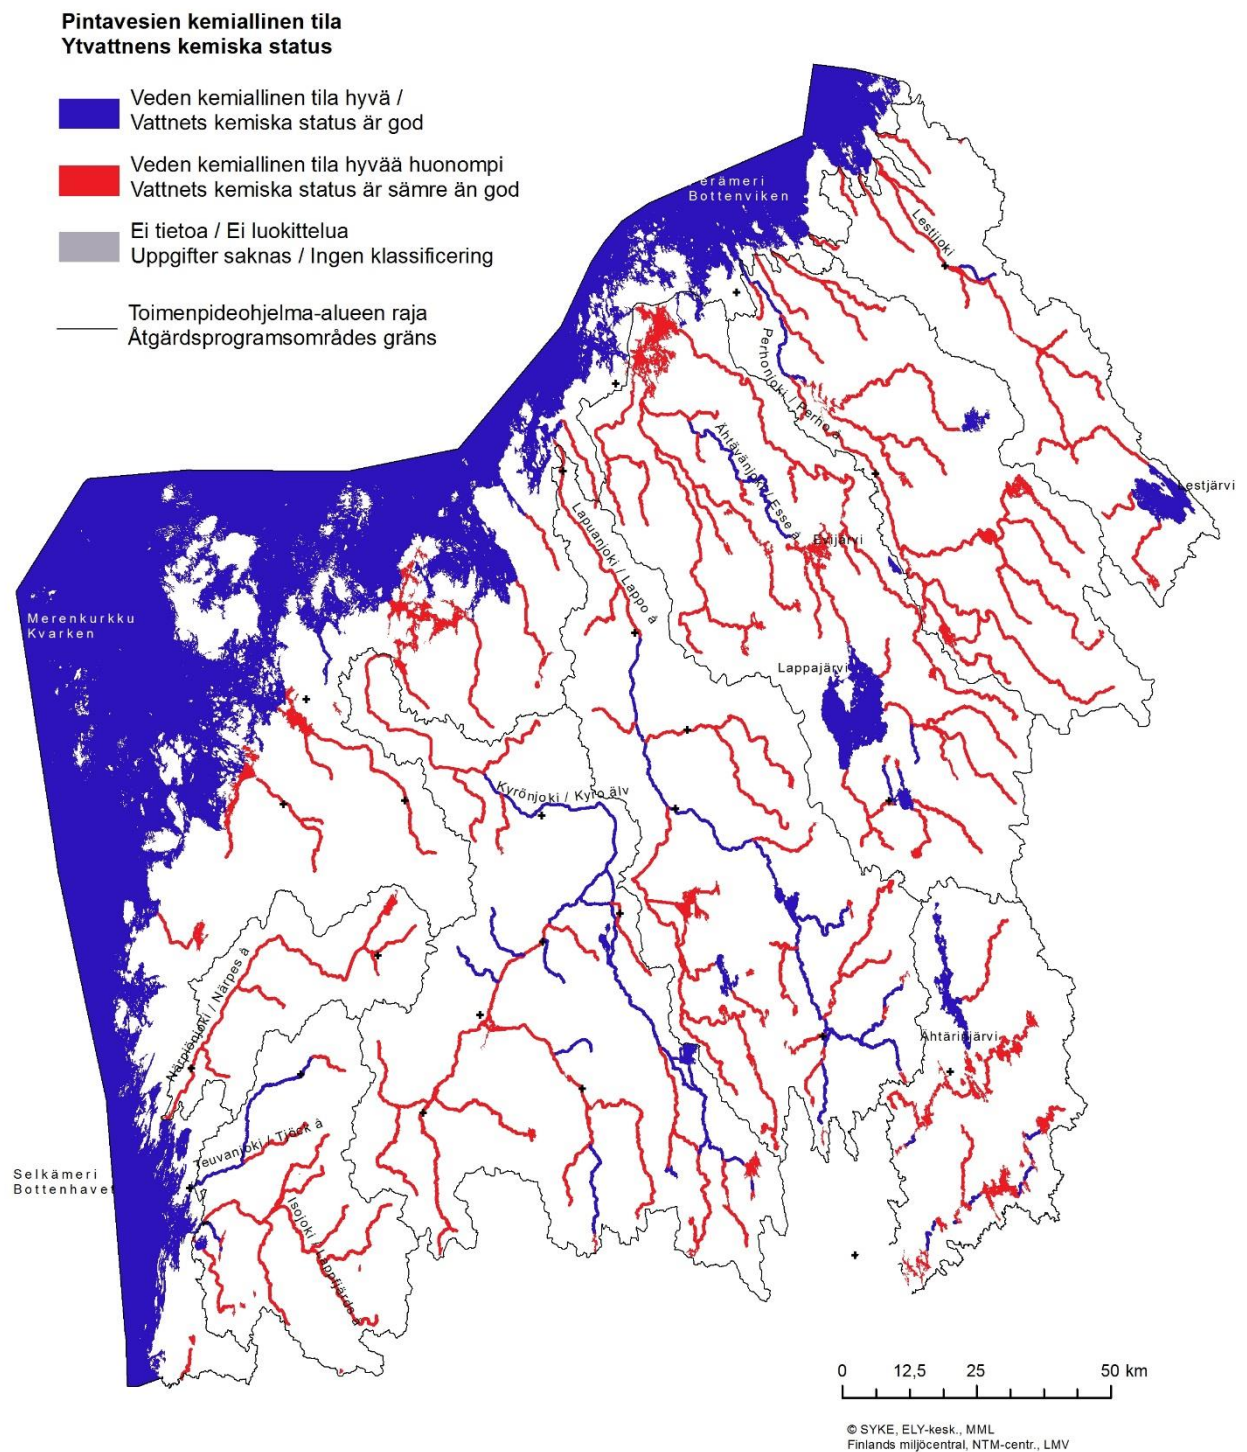 Pintavesien kemiallinen tila
Ytvattnens kemiska status
Veden kemiallinen tila hyvä /
Vattnets kemiska status är god
Veden kemiallinen tila hyvää huonompi
Vattnets kemiska status är sämre än god
Ei tietoa / Ei luokittelua
Uppgifter saknas / Ingen klassificering
Toimenpideohjelma-alueen raja
Åtgärdsprogramsområdes gräns
Perämeri
Bottenviken
Lestijoki
Perhonjoki / Perho å
Ähtävänjoki / Esse å
Lestjärvi
Evijärvi
Lapuanjoki / Lappo å
Merenkurkku
Kvarken
Lappajärvi
Kyrönjoki / Kyro älv
Närpiönjoki / Närpes å
Ähtärinjärvi
Teuvanjoki / Tjöck å
Selkämeri
Bottenhavet
Isojoki / Lappfjärds å
0 12,5 25 50 km
© SYKE, ELY-kesk., MML
Finlands miljöcentral, NTM-centr., LMV